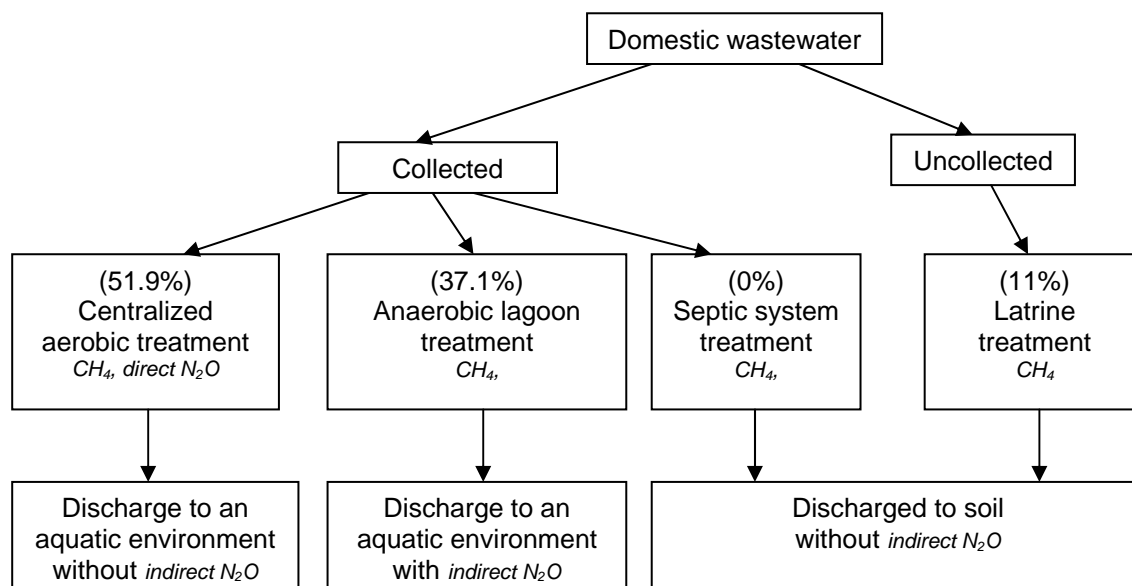 Domestic wastewater
Collected
Uncollected
(51.9%)
Centralized
aerobic treatment
CH₄, direct N₂O
(37.1%)
Anaerobic lagoon
treatment
CH₄,
(0%)
Septic system
treatment
CH₄,
(11%)
Latrine
treatment
CH₄
Discharge to an
aquatic environment
without indirect N₂O
Discharge to an
aquatic environment
with indirect N₂O
Discharged to soil
without indirect N₂O